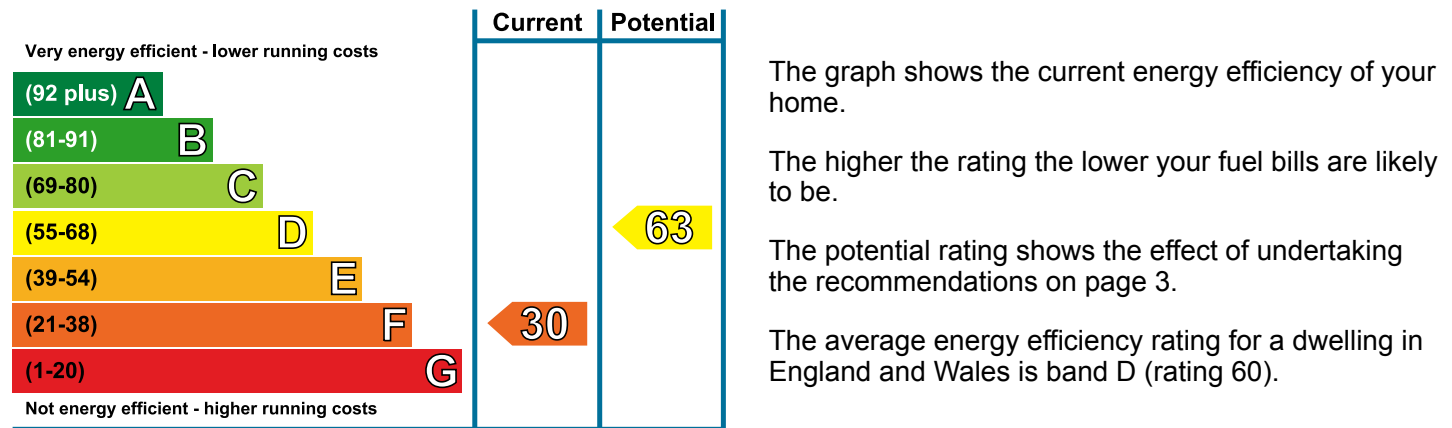 Current Potential
Very energy efficient - lower running costs
(92 plus) A
(81-91) B
(69-80) C
(55-68) D
63
(39-54) E
(21-38) F
30
(1-20) G
Not energy efficient - higher running costs
The graph shows the current energy efficiency of your
home.
The higher the rating the lower your fuel bills are likely
to be.
The potential rating shows the effect of undertaking
the recommendations on page 3.
The average energy efficiency rating for a dwelling in
England and Wales is band D (rating 60).